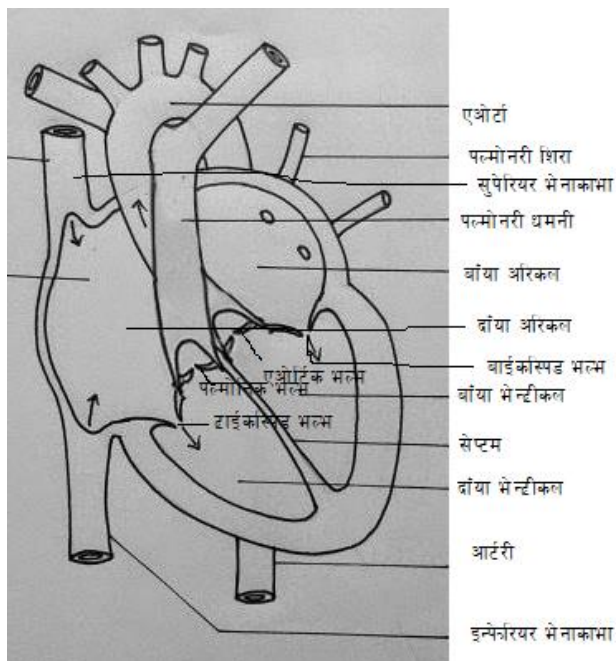 एओर्टा
पल्मोनरी शिरा
सुपेरियर भेनाकाभा
पल्मोनरी धमनी
बांया अरिकल
दांया अरिकल
बाईकस्पिड भल्भ
एओर्टिक भल्भ
पल्मोनिक भल्भ
बांया भेन्टीकल
टाईकस्पिड भल्भ
सेप्टम
दांया भेन्टीकल
आर्टरी
इन्फेरियर भेनाकाभा